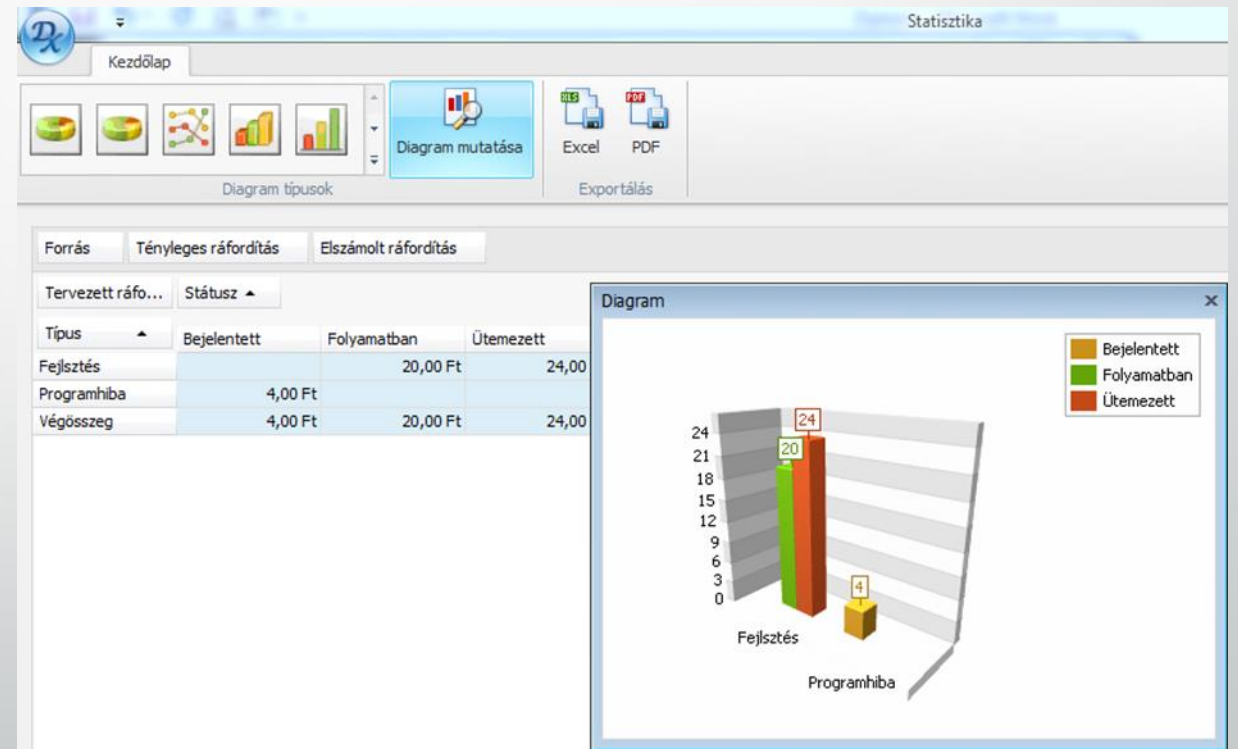 Statisztika
Kezdőlap
Diagram mutatása
XLS
Excel
PDF
PDF
Diagram típusok
Exportálás
Forrás Tényleges ráfordítás Elszámolt ráfordítás
Tervezett ráfo... Státusz
Típus Bejelentett Folyamatban Ütemezett
Fejlsztés 20,00 Ft 24,00
Programhiba 4,00 Ft
Végösszeg 4,00 Ft 20,00 Ft 24,00
Diagram
Bejelentett
Folyamatban
Ütemezett
24
21
18
15
12
9
6
3
0
24
20
4
Fejlsztés
Programhiba